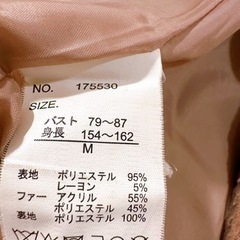 NO. 175530
SIZE.
バスト 79~87
身長 154~162
M
表地 ポリエステル 95%
レーヨン 5%
ファー アクリル 55%
ポリエステル 45%
裏地 ポリエステル 100%